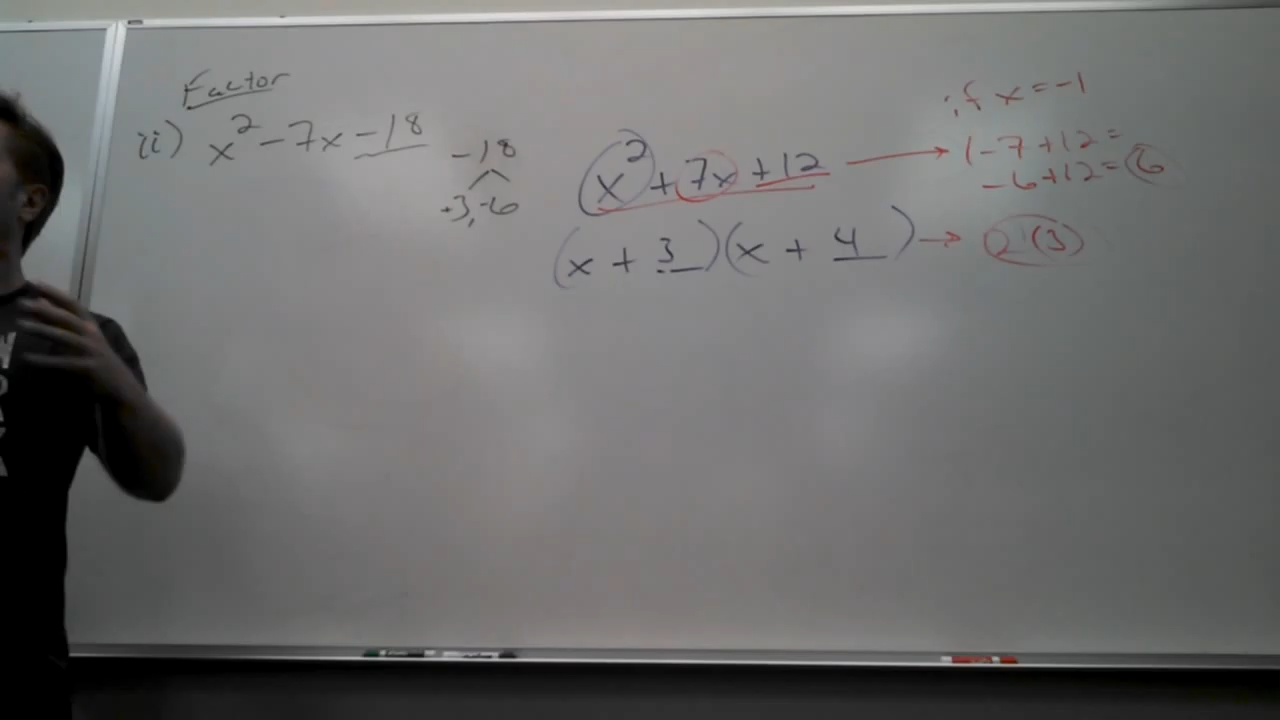 Factor
ii) x² - 7x - 18
-18
+3, -6
x² + 7x + 12
(x + 3)(x + 4)
if x = -1
1 - 7 + 12 =
-6 + 12 = 6
2(3)